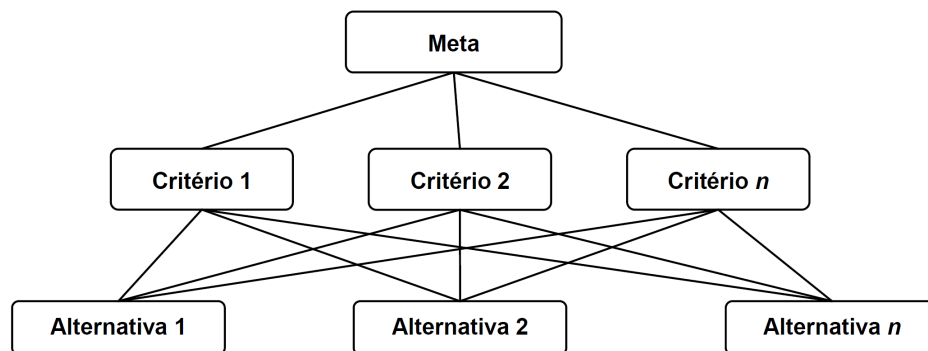 Meta
Critério 1
Critério 2
Critério n
Alternativa 1
Alternativa 2
Alternativa n